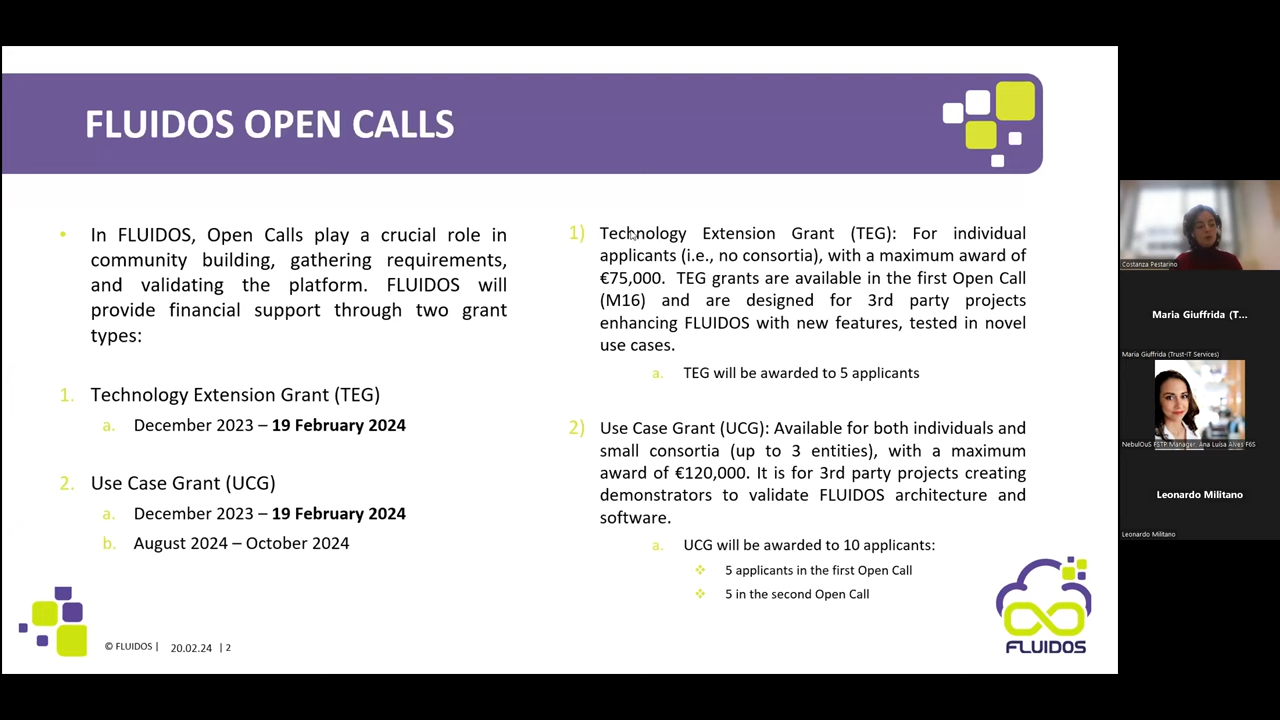 FLUIDOS OPEN CALLS
• In FLUIDOS, Open Calls play a crucial role in
community building, gathering requirements,
and validating the platform. FLUIDOS will
provide financial support through two grant
types:
1. Technology Extension Grant (TEG)
a. December 2023 – 19 February 2024
2. Use Case Grant (UCG)
a. December 2023 – 19 February 2024
b. August 2024 – October 2024
1) Technology Extension Grant (TEG): For individual
applicants (i.e., no consortia), with a maximum award of
€75,000. TEG grants are available in the first Open Call
(M16) and are designed for 3rd party projects
enhancing FLUIDOS with new features, tested in novel
use cases.
a. TEG will be awarded to 5 applicants
2) Use Case Grant (UCG): Available for both individuals and
small consortia (up to 3 entities), with a maximum
award of €120,000. It is for 3rd party projects creating
demonstrators to validate FLUIDOS architecture and
software.
a. UCG will be awarded to 10 applicants:
❖ 5 applicants in the first Open Call
❖ 5 in the second Open Call
© FLUIDOS | 20.02.24 | 2
FLUIDOS
Costanza Pestarino
Maria Giuffrida (T...
Maria Giuffrida (Trust-IT Services)
NebulOuS FSTP Manager, Ana Luísa Alves F6S
Leonardo Militano
Leonardo Militano